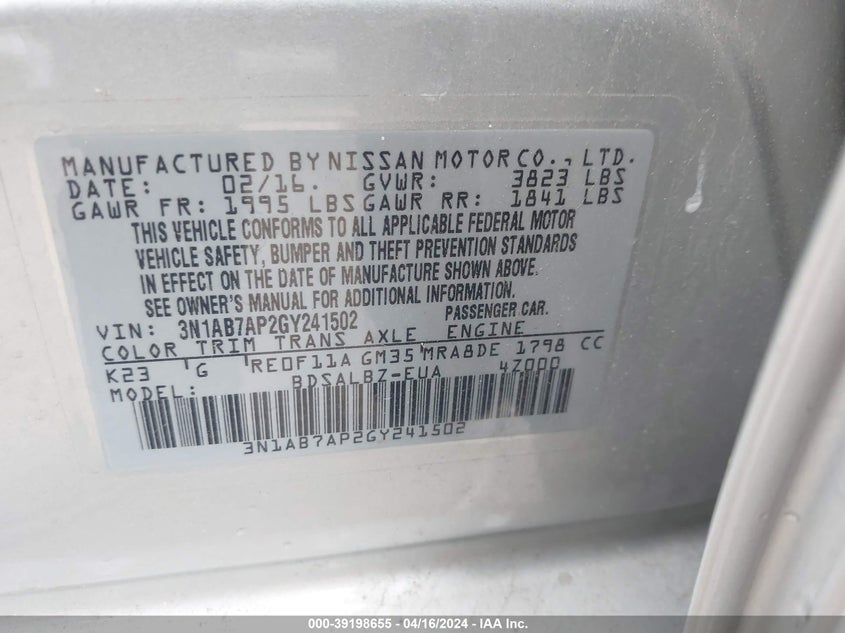 MANUFACTURED BY NISSAN MOTOR CO., LTD.
DATE: 02/16. GVWR: 3823 LBS
GAWR FR: 1995 LBS GAWR RR: 1841 LBS
THIS VEHICLE CONFORMS TO ALL APPLICABLE FEDERAL MOTOR
VEHICLE SAFETY, BUMPER AND THEFT PREVENTION STANDARDS
IN EFFECT ON THE DATE OF MANUFACTURE SHOWN ABOVE.
SEE OWNER'S MANUAL FOR ADDITIONAL INFORMATION.
VIN: 3N1AB7AP2GY241502 PASSENGER CAR.
COLOR TRIM TRANS AXLE ENGINE
K23 G RE0F11A GM35 MRA8DE 1798 CC
MODEL: BDSALBZ-EUA 4Z000
3N1AB7AP2GY241502
000-39198655 - 04/16/2024 - IAA Inc.